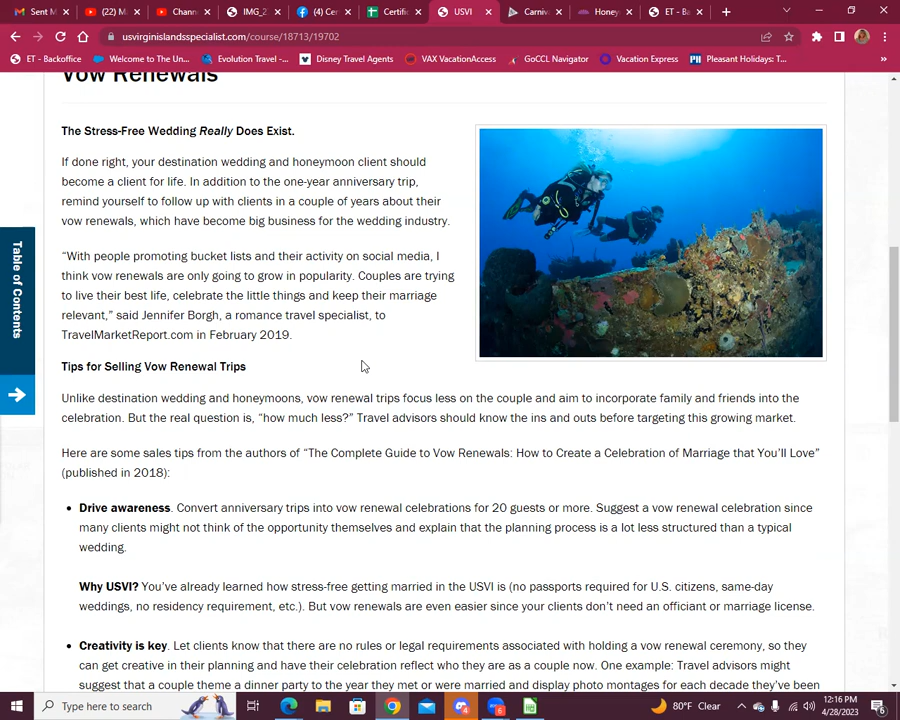 Sent M
(22) M
Chann
IMG_2
(4) Cer
Certific
USVI
Carniv
Honey
ET - Ba
usvirginislandsspecialist.com/course/18713/19702
ET - Backoffice
Welcome to The Un...
Evolution Travel -...
Disney Travel Agents
VAX VacationAccess
GoCCL Navigator
Vacation Express
Pleasant Holidays: T...
Vow Renewals
The Stress-Free Wedding Really Does Exist.
If done right, your destination wedding and honeymoon client should
become a client for life. In addition to the one-year anniversary trip,
remind yourself to follow up with clients in a couple of years about their
vow renewals, which have become big business for the wedding industry.
“With people promoting bucket lists and their activity on social media, I
think vow renewals are only going to grow in popularity. Couples are trying
to live their best life, celebrate the little things and keep their marriage
relevant,” said Jennifer Borgh, a romance travel specialist, to
TravelMarketReport.com in February 2019.
Table of Contents
Tips for Selling Vow Renewal Trips
Unlike destination wedding and honeymoons, vow renewal trips focus less on the couple and aim to incorporate family and friends into the
celebration. But the real question is, “how much less?” Travel advisors should know the ins and outs before targeting this growing market.
Here are some sales tips from the authors of “The Complete Guide to Vow Renewals: How to Create a Celebration of Marriage that You’ll Love”
(published in 2018):
• Drive awareness. Convert anniversary trips into vow renewal celebrations for 20 guests or more. Suggest a vow renewal celebration since
many clients might not think of the opportunity themselves and explain that the planning process is a lot less structured than a typical
wedding.
Why USVI? You’ve already learned how stress-free getting married in the USVI is (no passports required for U.S. citizens, same-day
weddings, no residency requirement, etc.). But vow renewals are even easier since your clients don’t need an officiant or marriage license.
• Creativity is key. Let clients know that there are no rules or legal requirements associated with holding a vow renewal ceremony, so they
can get creative in their planning and have their celebration reflect who they are as a couple now. One example: Travel advisors might
suggest that a couple theme a dinner party to the year they met or were married and display photo montages for each decade they’ve been
Type here to search
80°F Clear
12:16 PM
4/28/2023